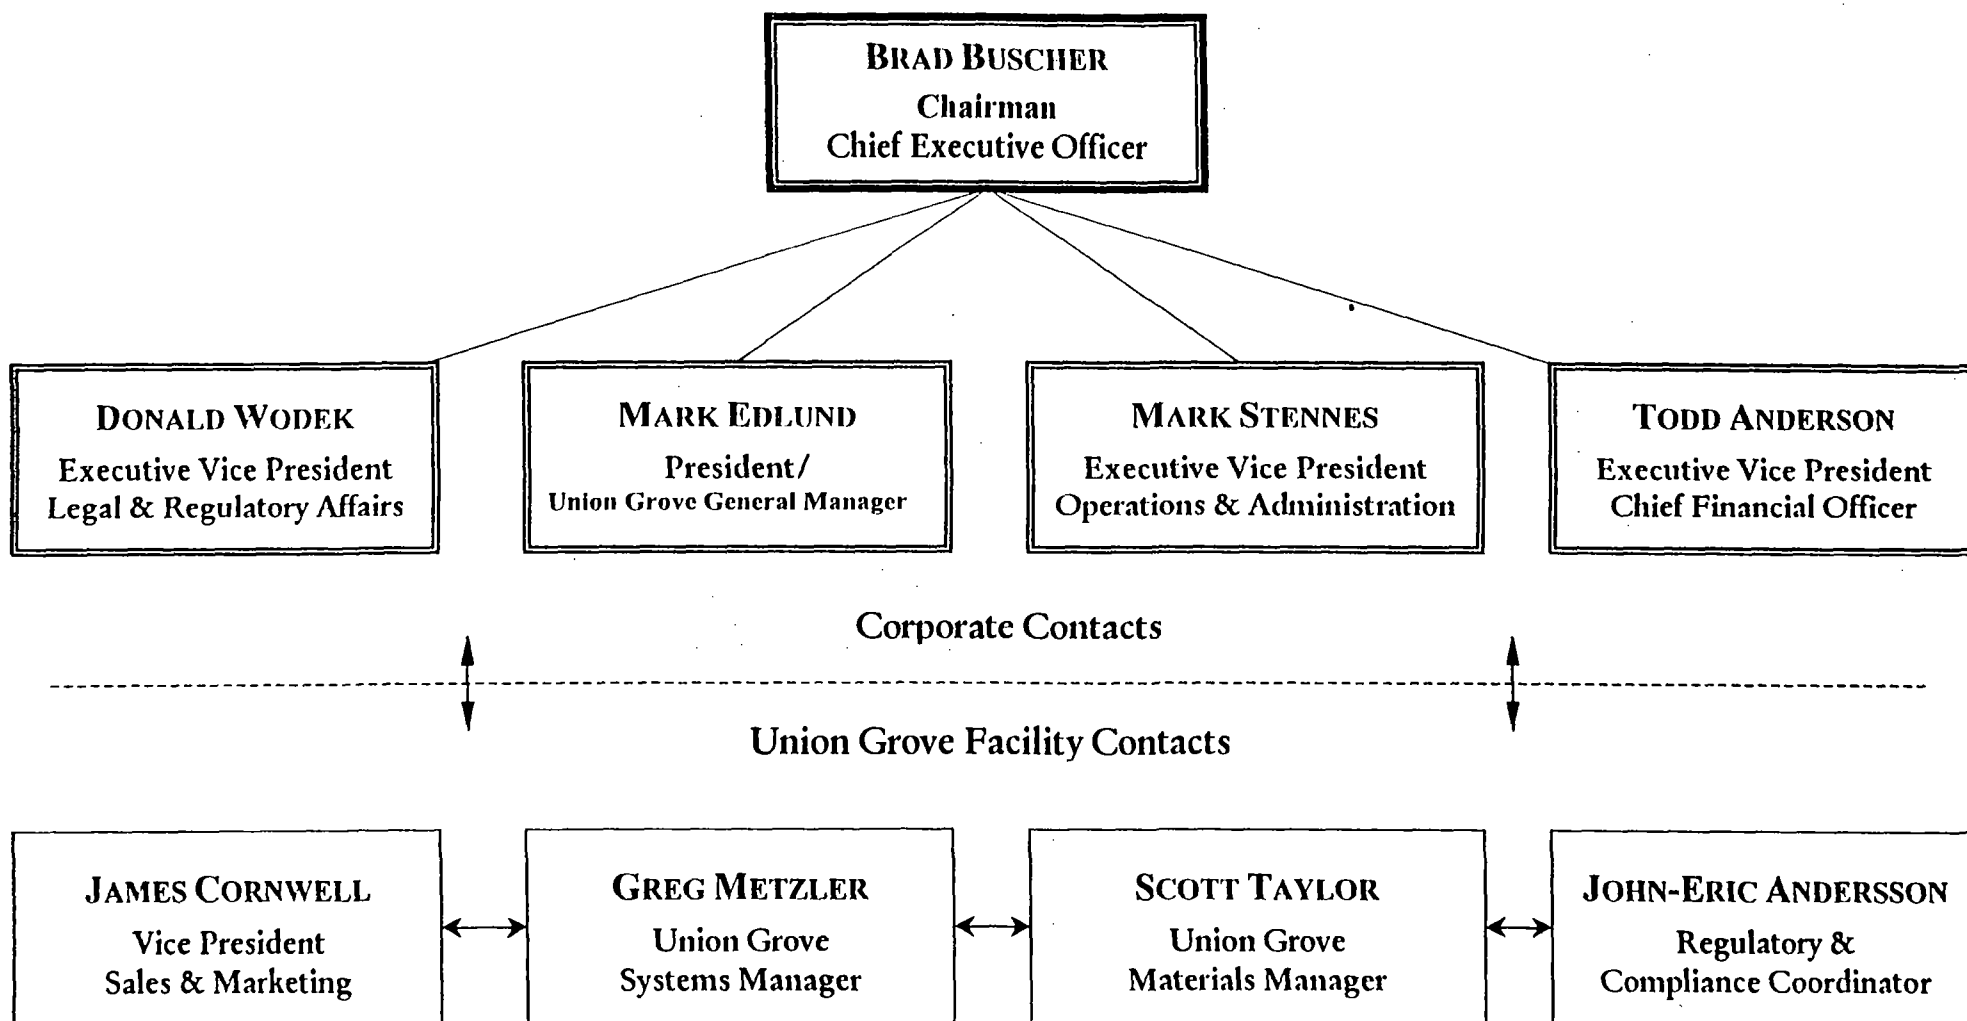 BRAD BUSCHER
Chairman
Chief Executive Officer
DONALD WODEK
Executive Vice President
Legal & Regulatory Affairs
MARK EDLUND
President/
Union Grove General Manager
MARK STENNES
Executive Vice President
Operations & Administration
TODD ANDERSON
Executive Vice President
Chief Financial Officer
Corporate Contacts
Union Grove Facility Contacts
JAMES CORNWELL
Vice President
Sales & Marketing
GREG METZLER
Union Grove
Systems Manager
SCOTT TAYLOR
Union Grove
Materials Manager
JOHN-ERIC ANDERSSON
Regulatory &
Compliance Coordinator